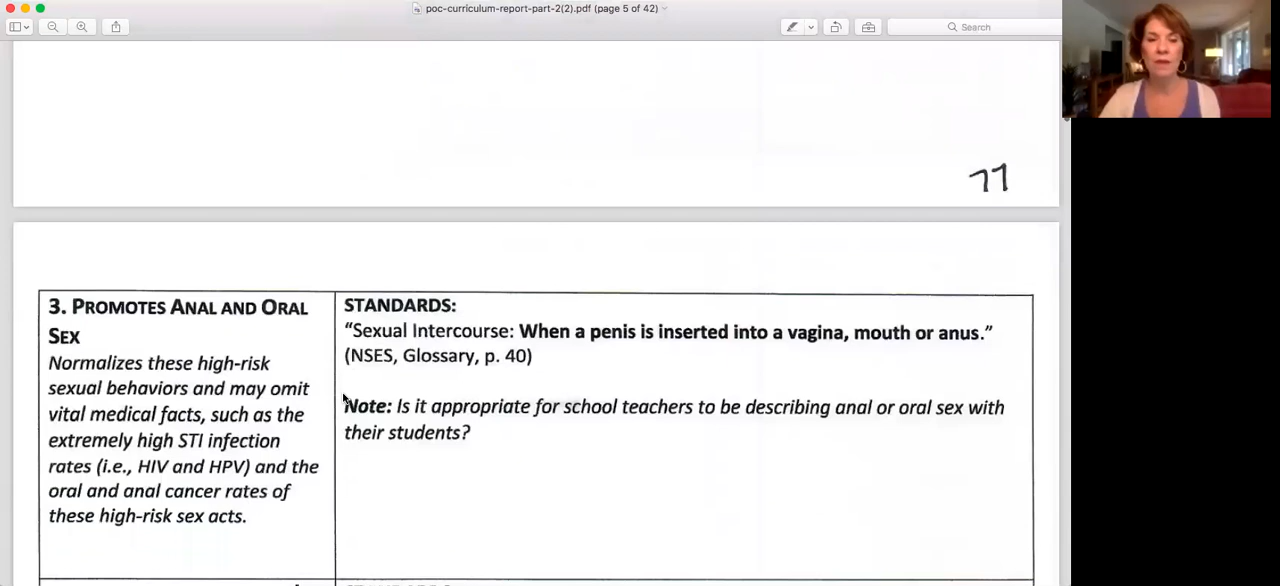 poc-curriculum-report-part-2(2).pdf (page 5 of 42)
Search
77
3. PROMOTES ANAL AND ORAL
SEX
Normalizes these high-risk
sexual behaviors and may omit
vital medical facts, such as the
extremely high STI infection
rates (i.e., HIV and HPV) and the
oral and anal cancer rates of
these high-risk sex acts.
STANDARDS:
“Sexual Intercourse: When a penis is inserted into a vagina, mouth or anus.”
(NSES, Glossary, p. 40)
Note: Is it appropriate for school teachers to be describing anal or oral sex with
their students?